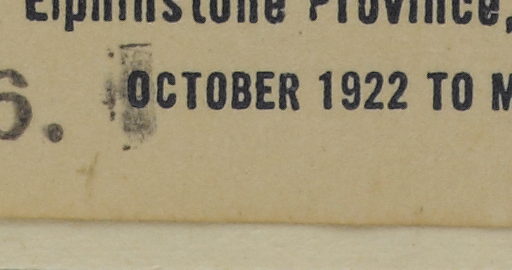 Elphinstone Province,
6.
OCTOBER 1922 TO M